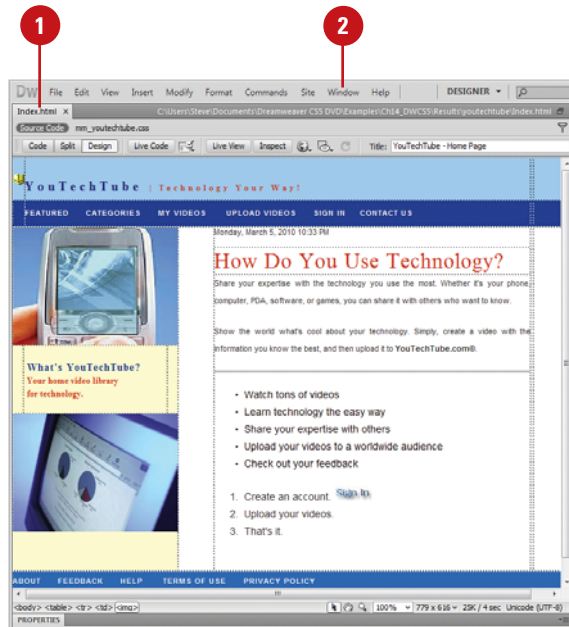 1 2
DW File Edit View Insert Modify Format Commands Site Window Help DESIGNER
Index.html × C:\Users\Steve\Documents\Dreamweaver CS5 DVD\Examples\Ch14_DWCS5\Results\youtechtube\Index.html
Source Code mm_youtechtube.css
Code Split Design Live Code Live View Inspect Title: YouTechTube - Home Page
YouTechTube | Technology Your Way!
FEATURED CATEGORIES MY VIDEOS UPLOAD VIDEOS SIGN IN CONTACT US
Monday, March 5, 2010 10:33 PM
How Do You Use Technology?
Share your expertise with the technology you use the most. Whether it's your phone,
computer, PDA, software, or games, you can share it with others who want to know.
Show the world what's cool about your technology. Simply, create a video with the
information you know the best, and then upload it to YouTechTube.com®.
What's YouTechTube?
Your home video library
for technology.
• Watch tons of videos
• Learn technology the easy way
• Share your expertise with others
• Upload your videos to a worldwide audience
• Check out your feedback
1. Create an account. Sign In
2. Upload your videos.
3. That's it.
ABOUT FEEDBACK HELP TERMS OF USE PRIVACY POLICY
<body> <table> <tr> <td> <img> 100% 779 x 616 25K / 4 sec Unicode (UTF-8)
PROPERTIES